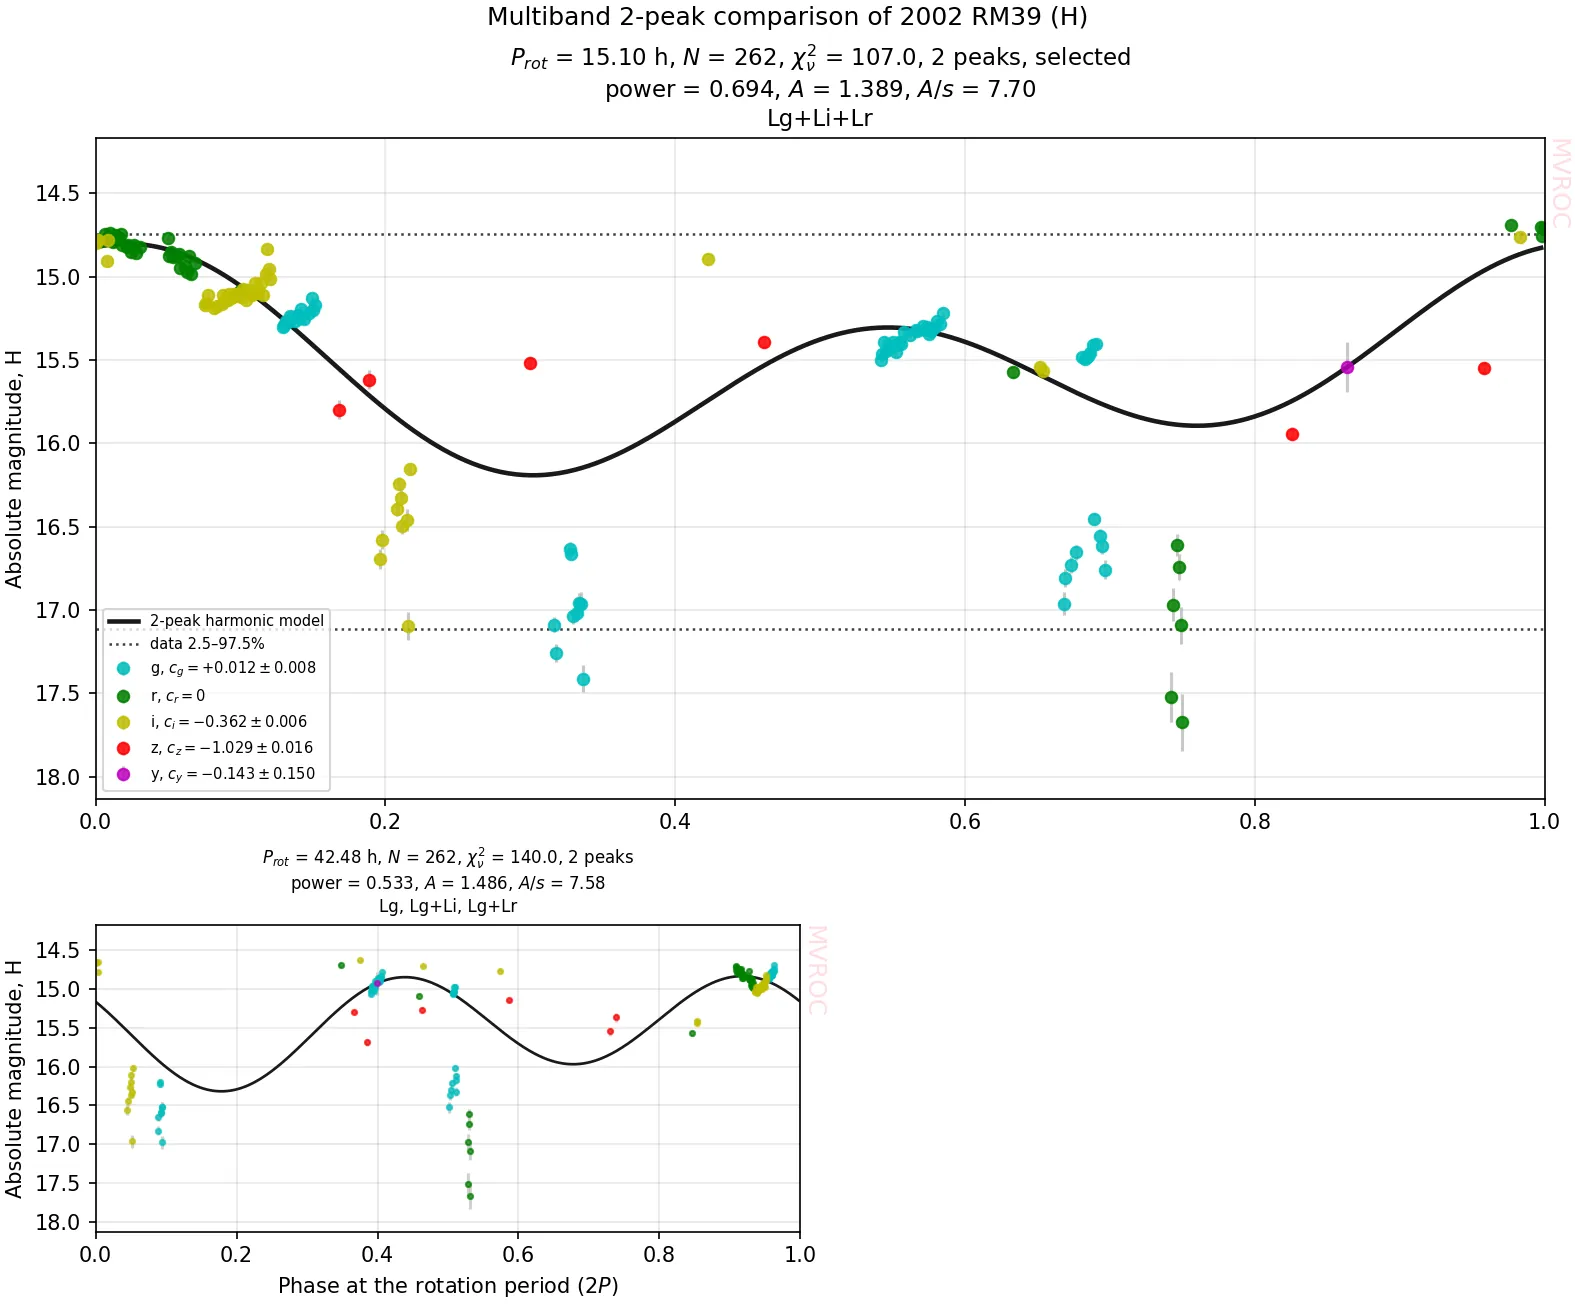 Multiband 2-peak comparison of 2002 RM39 (H)
P_rot = 15.10 h, N = 262, χ²_ν = 107.0, 2 peaks, selected
power = 0.694, A = 1.389, A/s = 7.70
Lg+Li+Lr
MVROC
Absolute magnitude, H
14.5
15.0
15.5
16.0
16.5
17.0
17.5
18.0
2-peak harmonic model
data 2.5–97.5%
g, c_g = +0.012 ± 0.008
r, c_r = 0
i, c_i = −0.362 ± 0.006
z, c_z = −1.029 ± 0.016
y, c_y = −0.143 ± 0.150
0.0 0.2 0.4 0.6 0.8 1.0
P_rot = 42.48 h, N = 262, χ²_ν = 140.0, 2 peaks
power = 0.533, A = 1.486, A/s = 7.58
Lg, Lg+Li, Lg+Lr
MVROC
Absolute magnitude, H
14.5
15.0
15.5
16.0
16.5
17.0
17.5
18.0
0.0 0.2 0.4 0.6 0.8 1.0
Phase at the rotation period (2P)